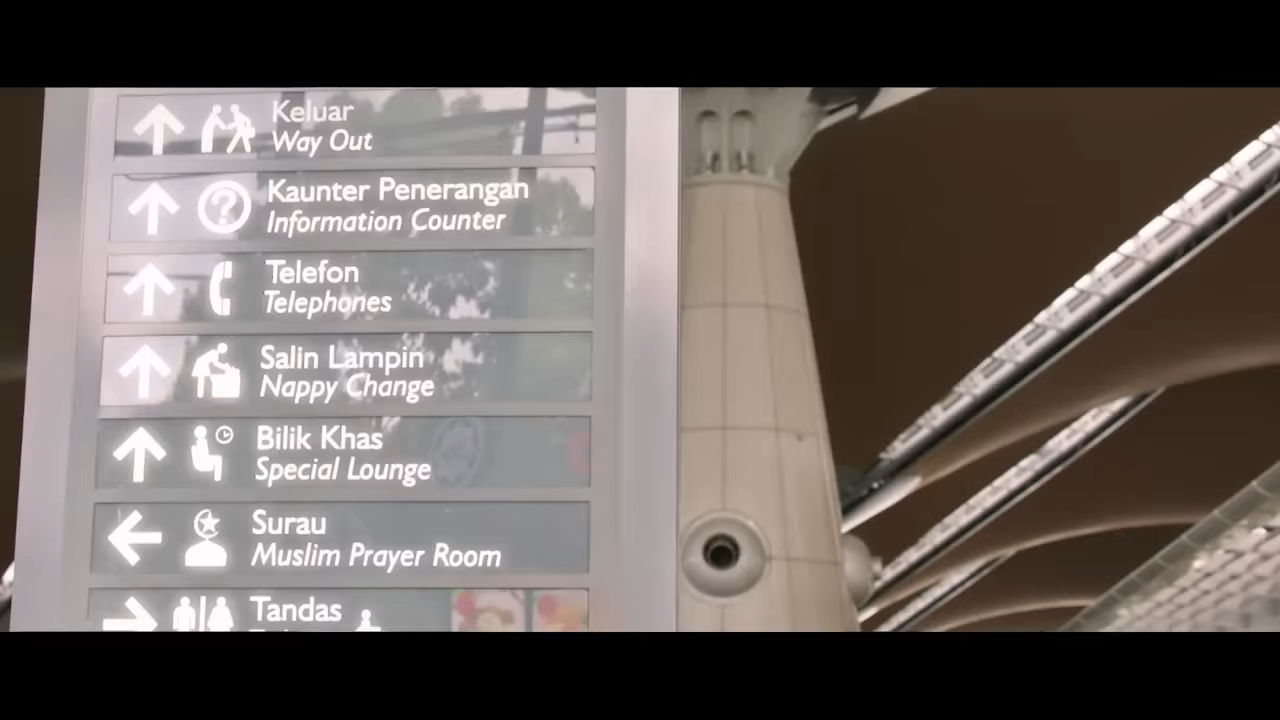 Keluar
Way Out
Kaunter Penerangan
Information Counter
Telefon
Telephones
Salin Lampin
Nappy Change
Bilik Khas
Special Lounge
Surau
Muslim Prayer Room
Tandas